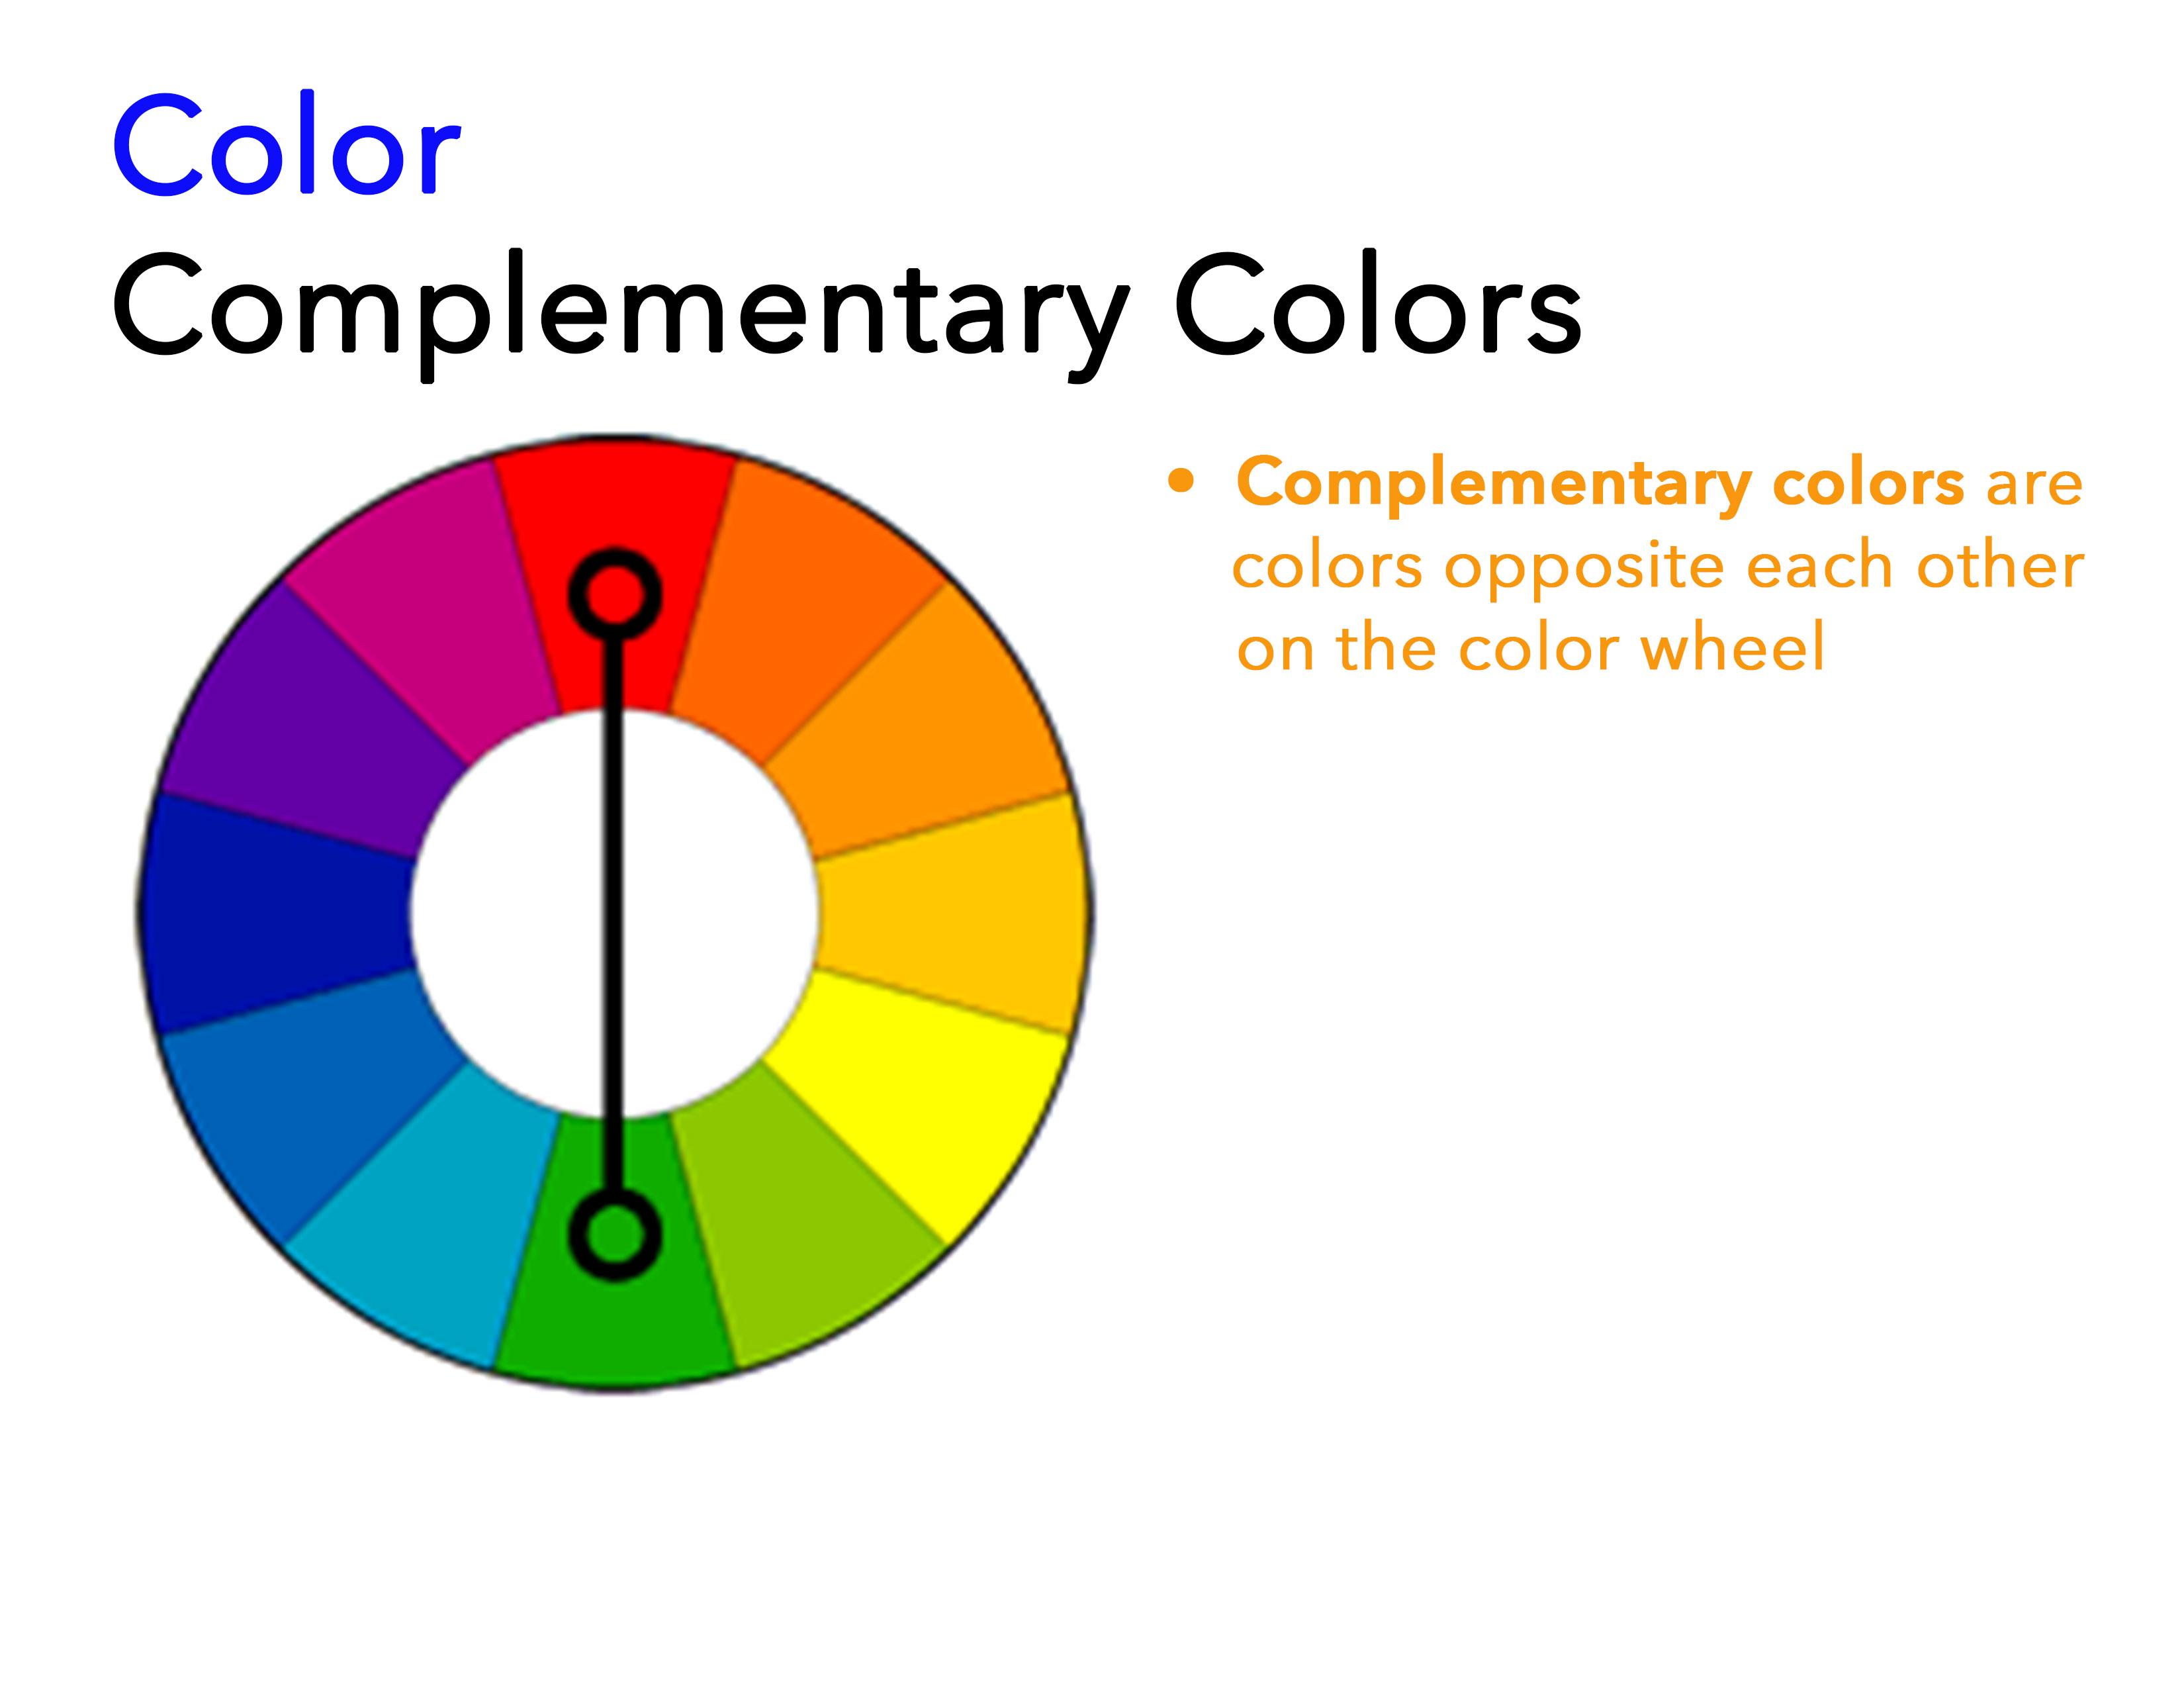 Color
Complementary Colors
• Complementary colors are
colors opposite each other
on the color wheel